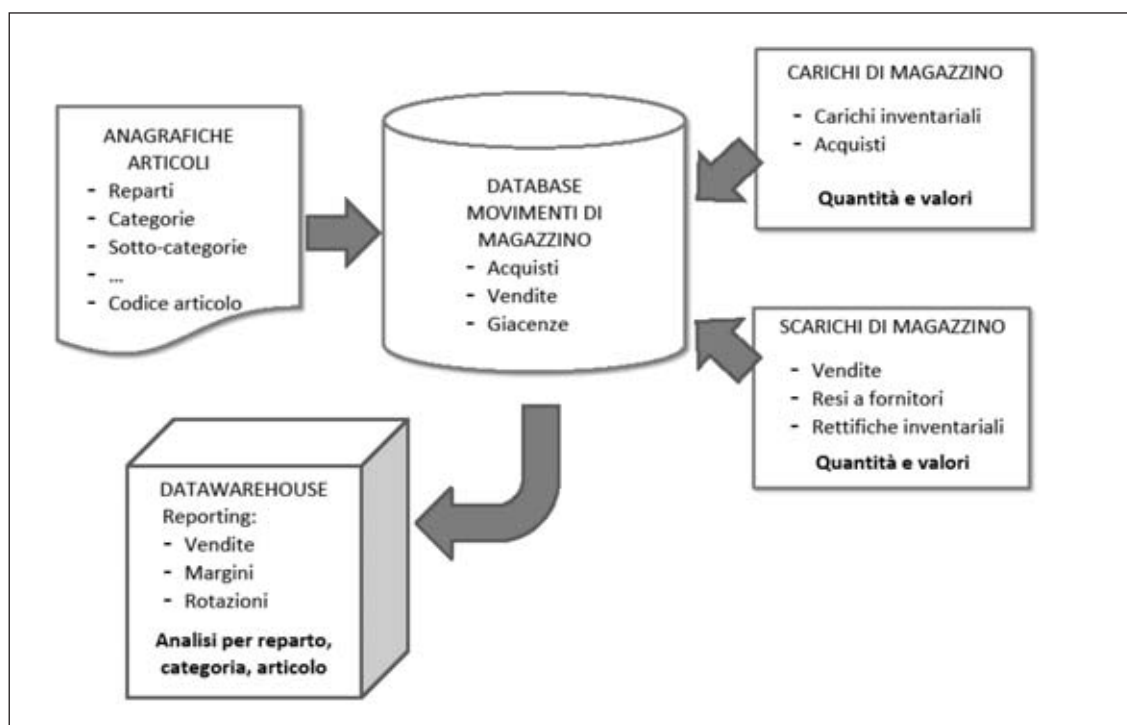 ANAGRAFICHE
ARTICOLI
- Reparti
- Categorie
- Sotto-categorie
- ...
- Codice articolo
DATABASE
MOVIMENTI DI
MAGAZZINO
- Acquisti
- Vendite
- Giacenze
CARICHI DI MAGAZZINO
- Carichi inventariali
- Acquisti
Quantità e valori
SCARICHI DI MAGAZZINO
- Vendite
- Resi a fornitori
- Rettifiche inventariali
Quantità e valori
DATAWAREHOUSE
Reporting:
- Vendite
- Margini
- Rotazioni
Analisi per reparto,
categoria, articolo